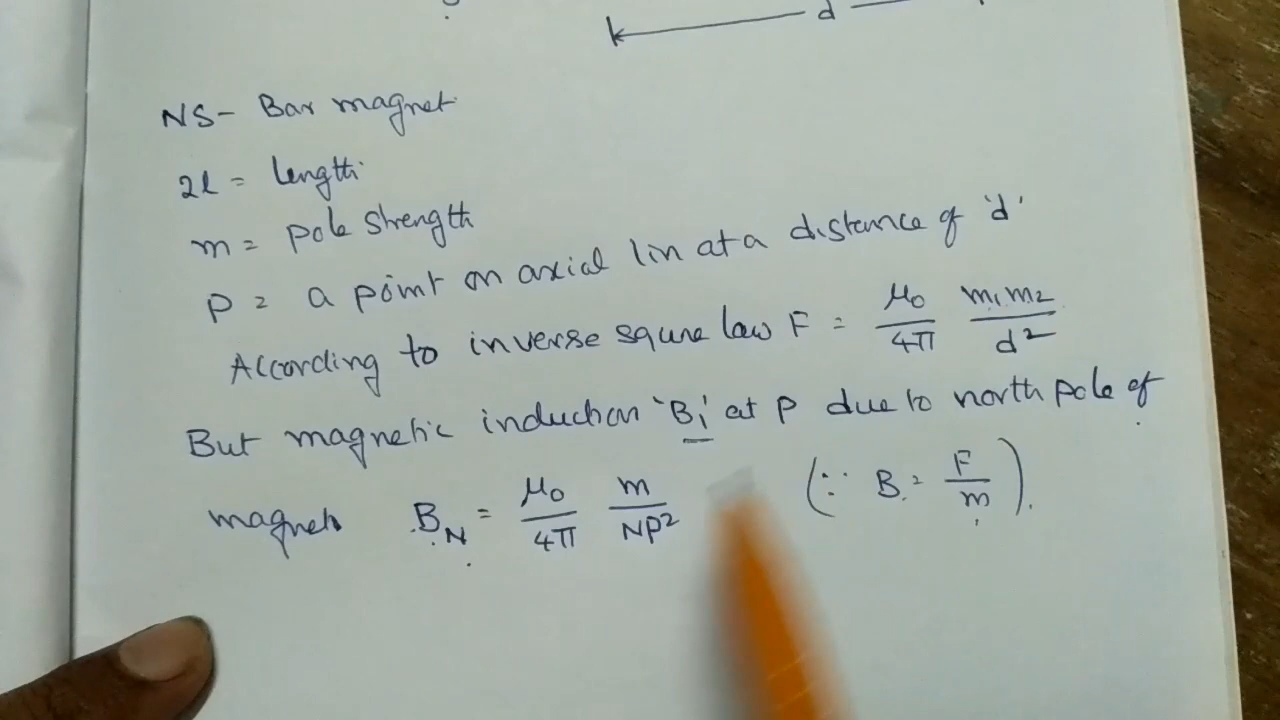 d
NS- Bar magnet
2l = length
m = pole strength
P = a point on axial lin at a distance of 'd'
According to inverse squre law F = μ₀/4π m₁m₂/d²
But magnetic induction 'B₁' at P due to north pole of
magnet B_N = μ₀/4π m/NP² (∵ B = F/m).